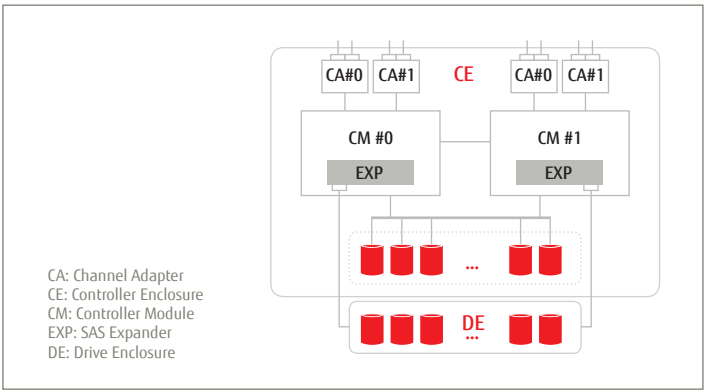 CA#0 CA#1 CE CA#0 CA#1
CM #0 CM #1
EXP EXP
...
DE
...
CA: Channel Adapter
CE: Controller Enclosure
CM: Controller Module
EXP: SAS Expander
DE: Drive Enclosure